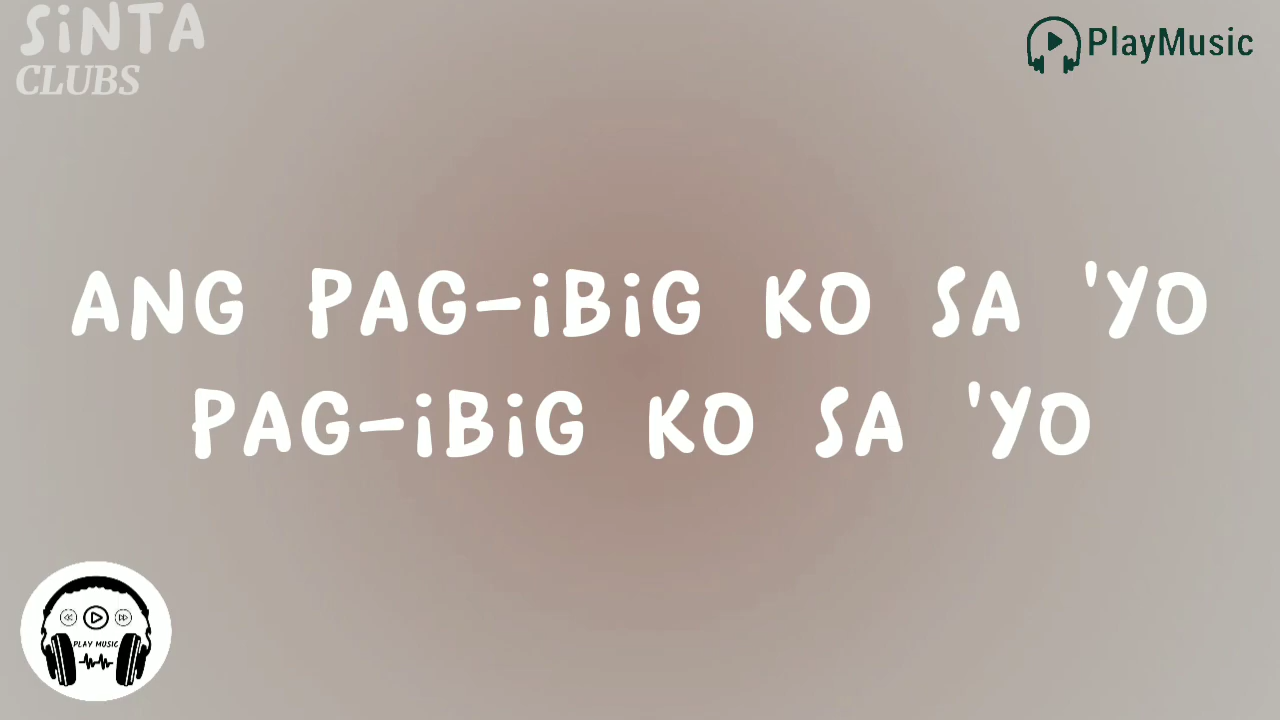 SiNTA
CLUBS
PlayMusic
ANG PAG-iBiG KO SA 'YO
PAG-iBiG KO SA 'YO
PLAY MUSIC